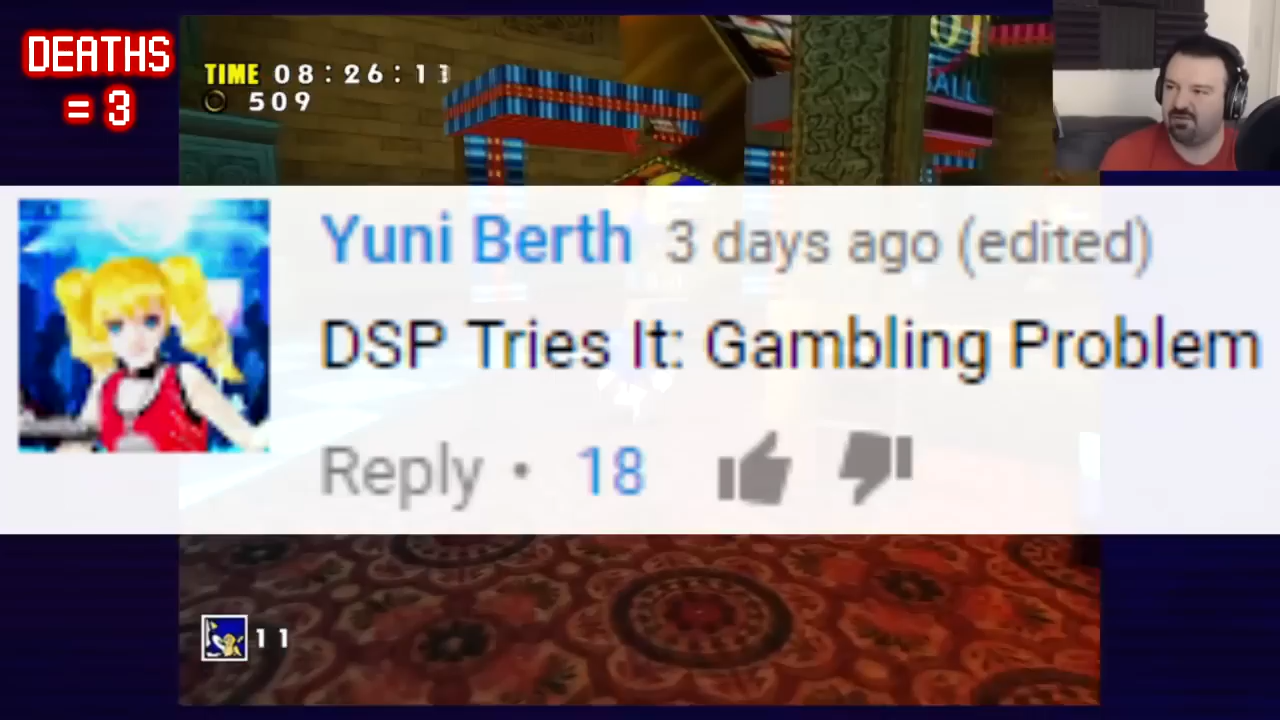 DEATHS
= 3
TIME 08:26:11
509
ALL
Yuni Berth 3 days ago (edited)
DSP Tries It: Gambling Problem
Reply • 18
11